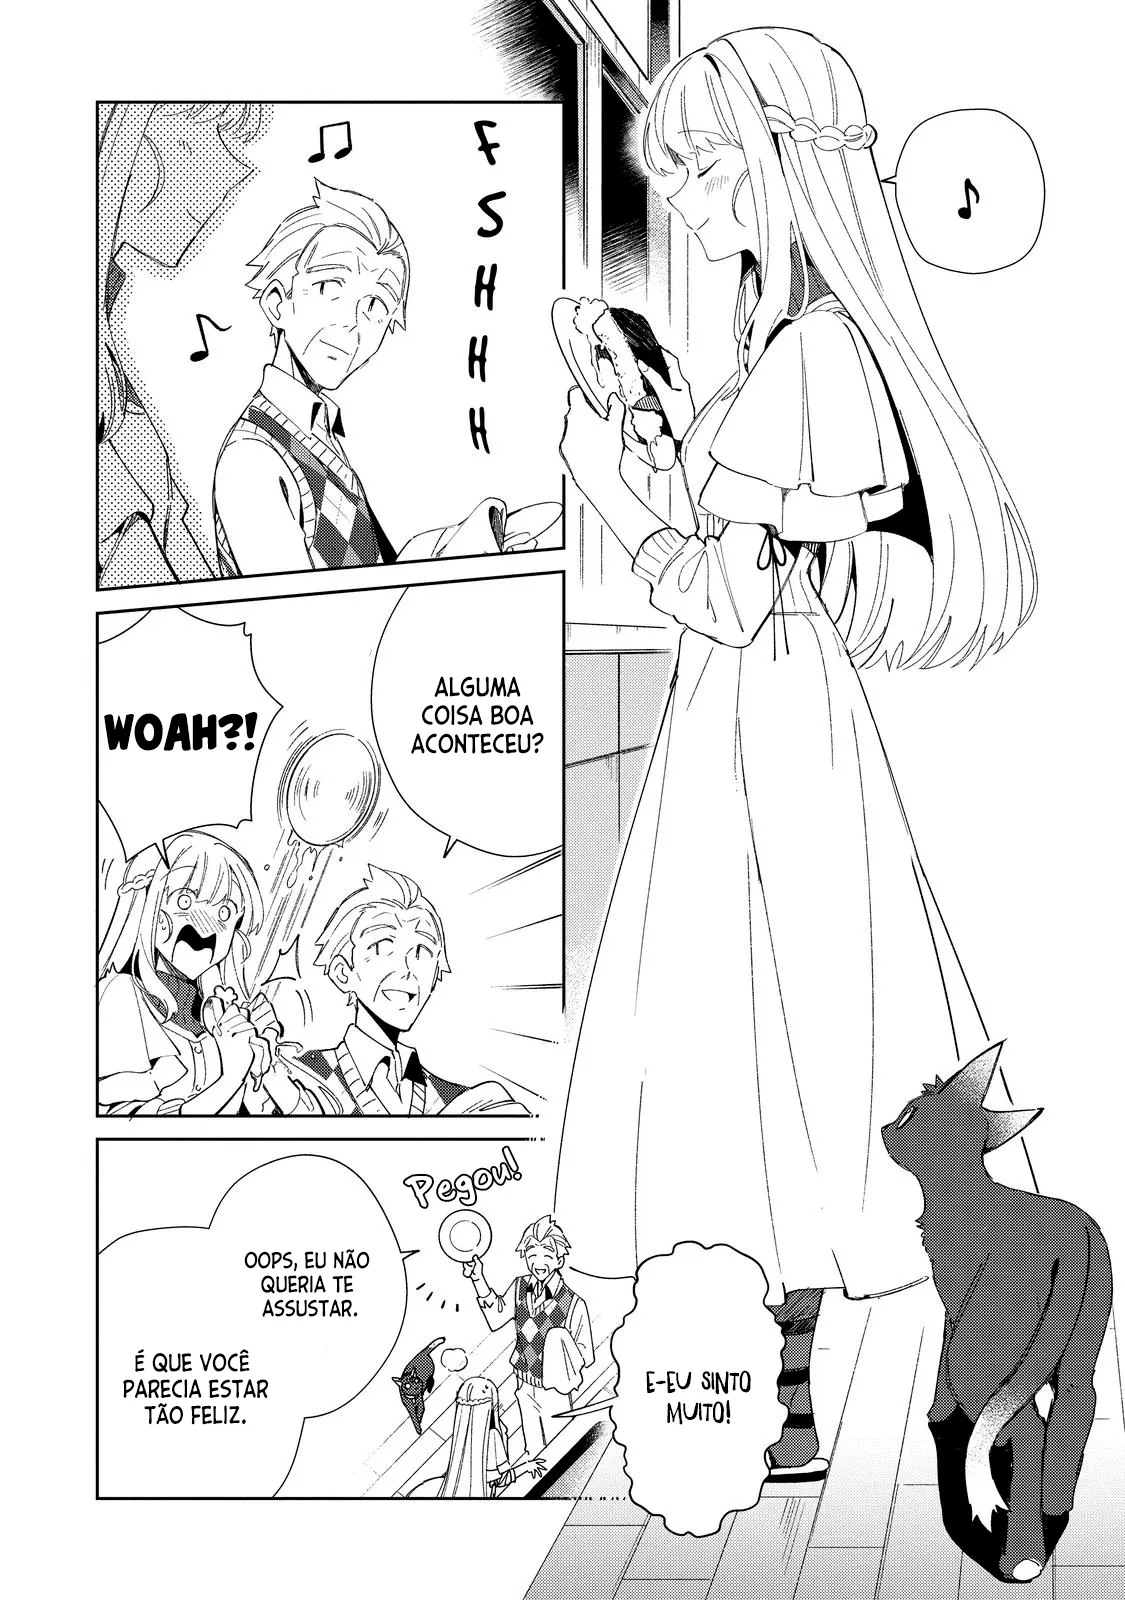 F
S
H
H
H
H
ALGUMA
COISA BOA
ACONTECEU?
WOAH?!
Pegou!
OOPS, EU NÃO
QUERIA TE
ASSUSTAR.
É QUE VOCÊ
PARECIA ESTAR
TÃO FELIZ.
E-EU SINTO
MUITO!